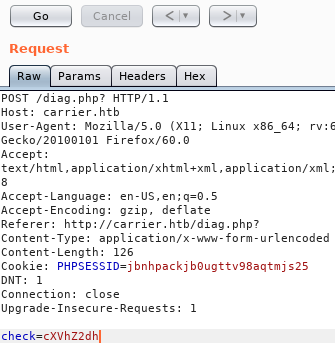 Go Cancel < | ▼ > | ▼
Request
Raw Params Headers Hex
POST /diag.php? HTTP/1.1
Host: carrier.htb
User-Agent: Mozilla/5.0 (X11; Linux x86_64; rv:6
Gecko/20100101 Firefox/60.0
Accept:
text/html,application/xhtml+xml,application/xml;
8
Accept-Language: en-US,en;q=0.5
Accept-Encoding: gzip, deflate
Referer: http://carrier.htb/diag.php?
Content-Type: application/x-www-form-urlencoded
Content-Length: 126
Cookie: PHPSESSID=jbnhpackjb0ugttv98aqtmjs25
DNT: 1
Connection: close
Upgrade-Insecure-Requests: 1
check=cXVhZ2dh